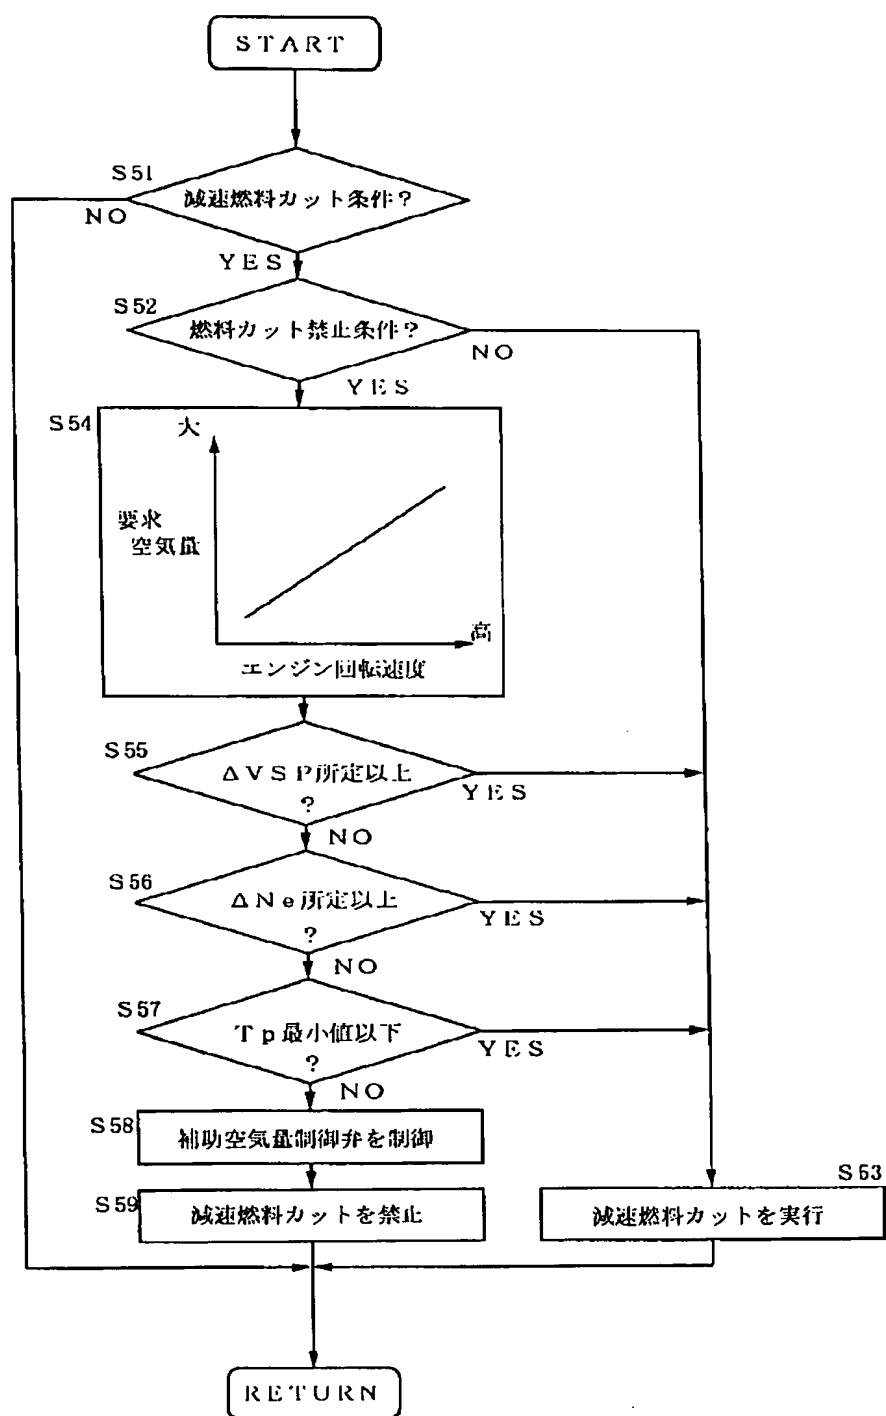 START
S51
減速燃料カット条件？
NO
YES
S52
燃料カット禁止条件？
NO
YES
S54
大
要求
空気量
高
エンジン回転速度
S55
ΔVSP所定以上
？
YES
NO
S56
ΔNe所定以上
？
YES
NO
S57
Tp最小値以下
？
YES
NO
S58
補助空気量制御弁を制御
S53
S59
減速燃料カットを禁止
減速燃料カットを実行
RETURN